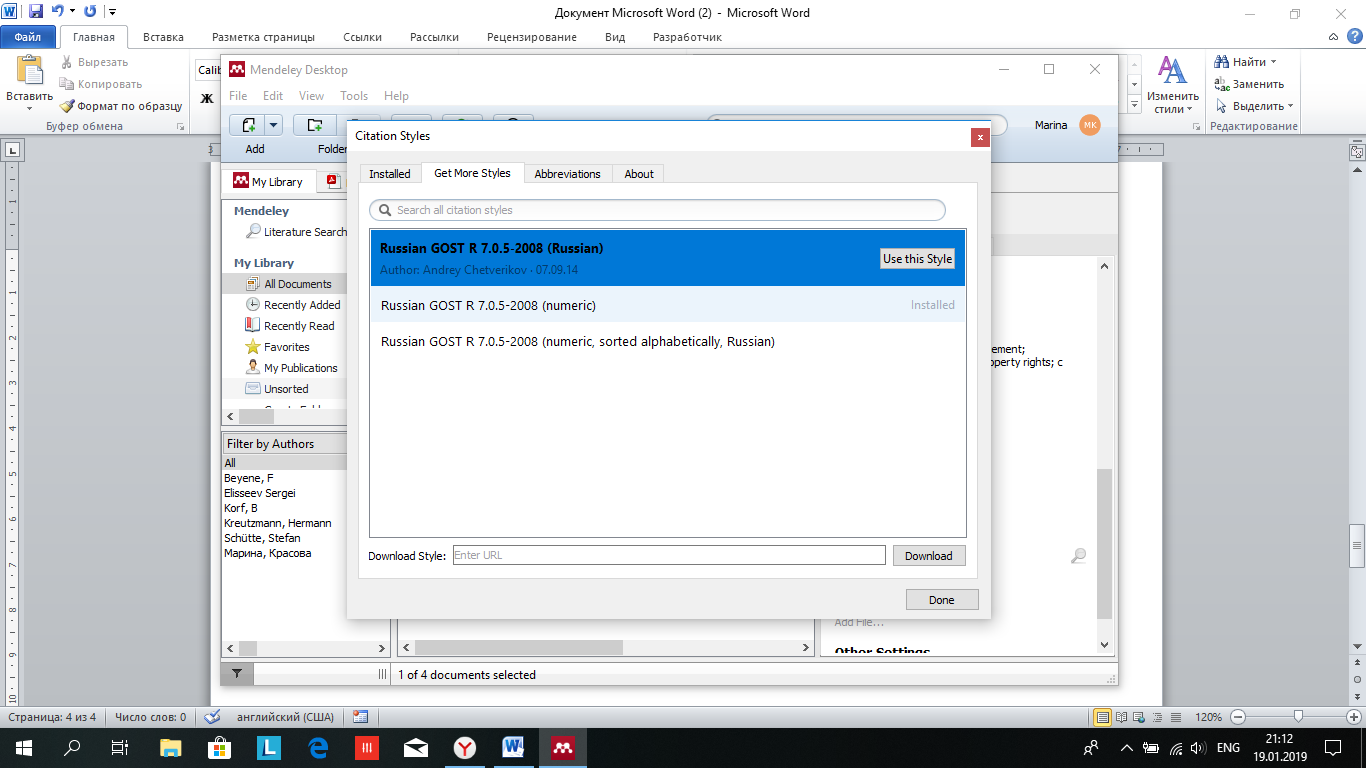 Документ Microsoft Word (2) - Microsoft Word
Файл Главная Вставка Разметка страницы Ссылки Рассылки Рецензирование Вид Разработчик
Вставить
Вырезать
Копировать
Формат по образцу
Буфер обмена
Ж
Изменить
стили
Найти
Заменить
Выделить
Редактирование
Mendeley Desktop
File Edit View Tools Help
Add
Marina MK
My Library
Mendeley
Literature Search
My Library
All Documents
Recently Added
Recently Read
Favorites
My Publications
Unsorted
Filter by Authors
All
Beyene, F
Elisseev Sergei
Korf, B
Kreutzmann, Hermann
Schütte, Stefan
Марина, Красова
Citation Styles
Installed Get More Styles Abbreviations About
Search all citation styles
Russian GOST R 7.0.5-2008 (Russian)
Author: Andrey Chetverikov · 07.09.14
Use this Style
Russian GOST R 7.0.5-2008 (numeric) Installed
Russian GOST R 7.0.5-2008 (numeric, sorted alphabetically, Russian)
Download Style: Enter URL Download
Done
ement;
operty rights; c
Add File...
Other Settings
1 of 4 documents selected
Страница: 4 из 4 Число слов: 0 английский (США) 120%
ENG
21:12
19.01.2019